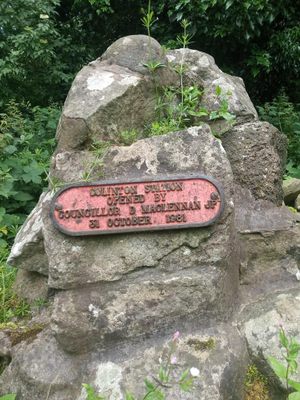 COLINTON STATION
OPENED BY
COUNCILLOR D MACLENNAN JP
31 OCTOBER 1981